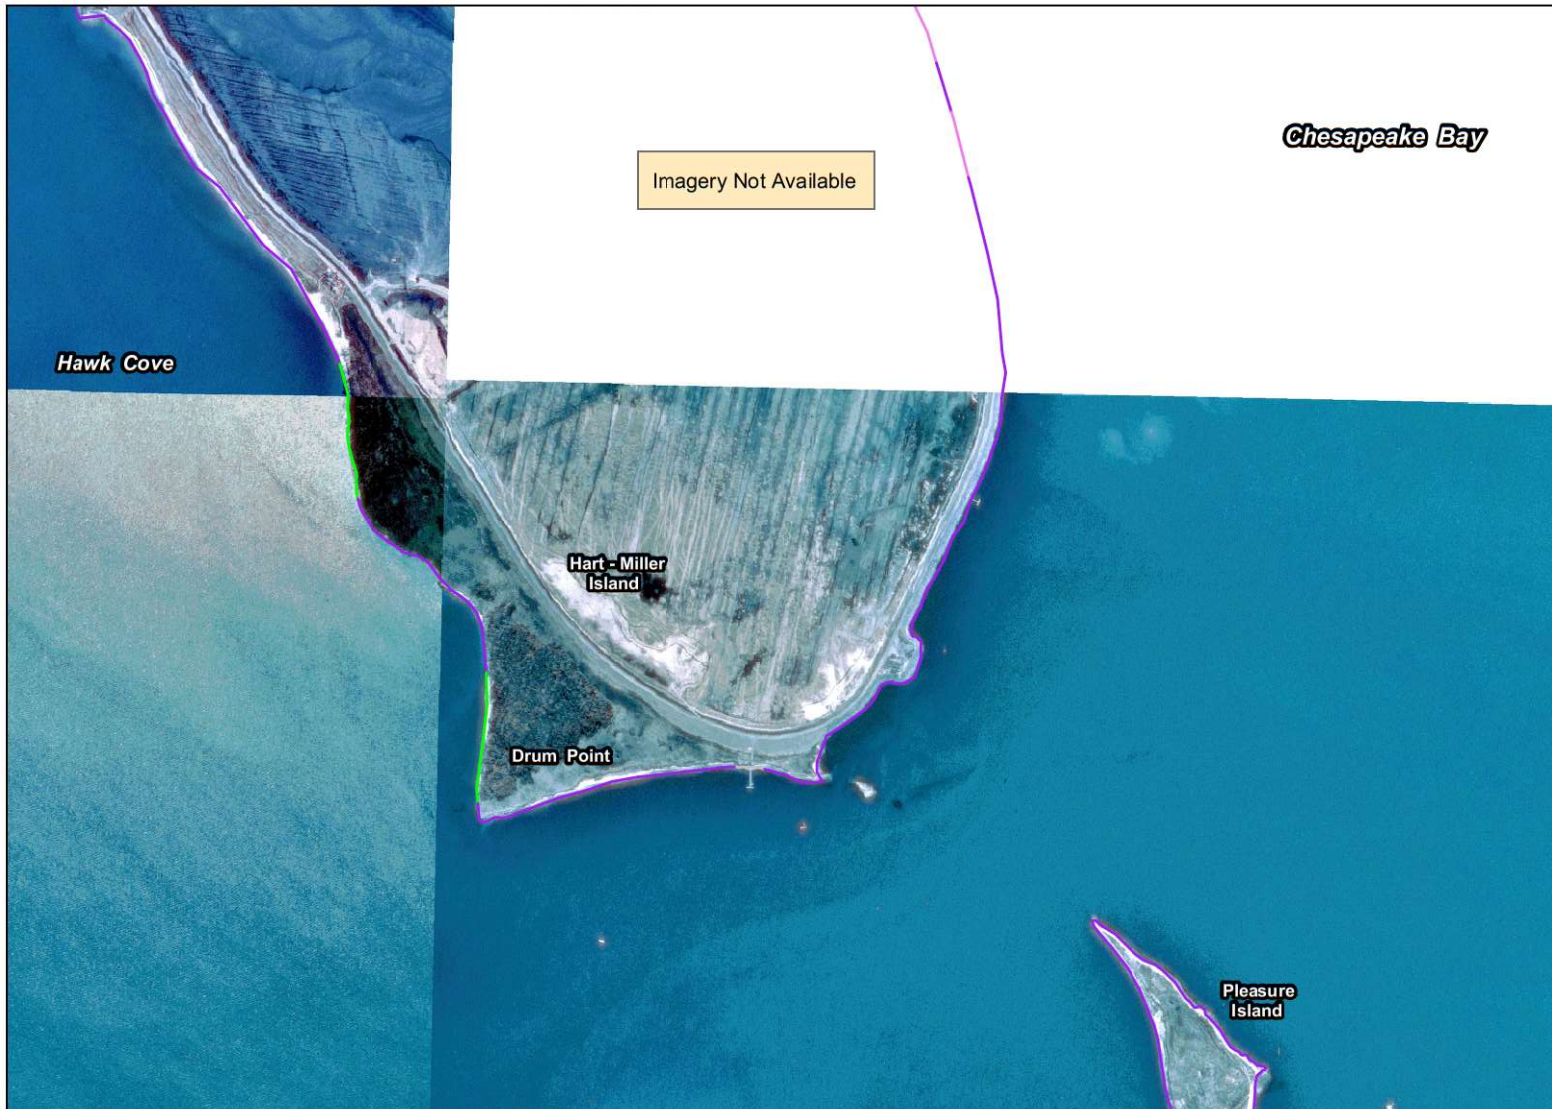 Chesapeake Bay
Imagery Not Available
Hawk Cove
Hart - Miller
Island
Drum Point
Pleasure
Island